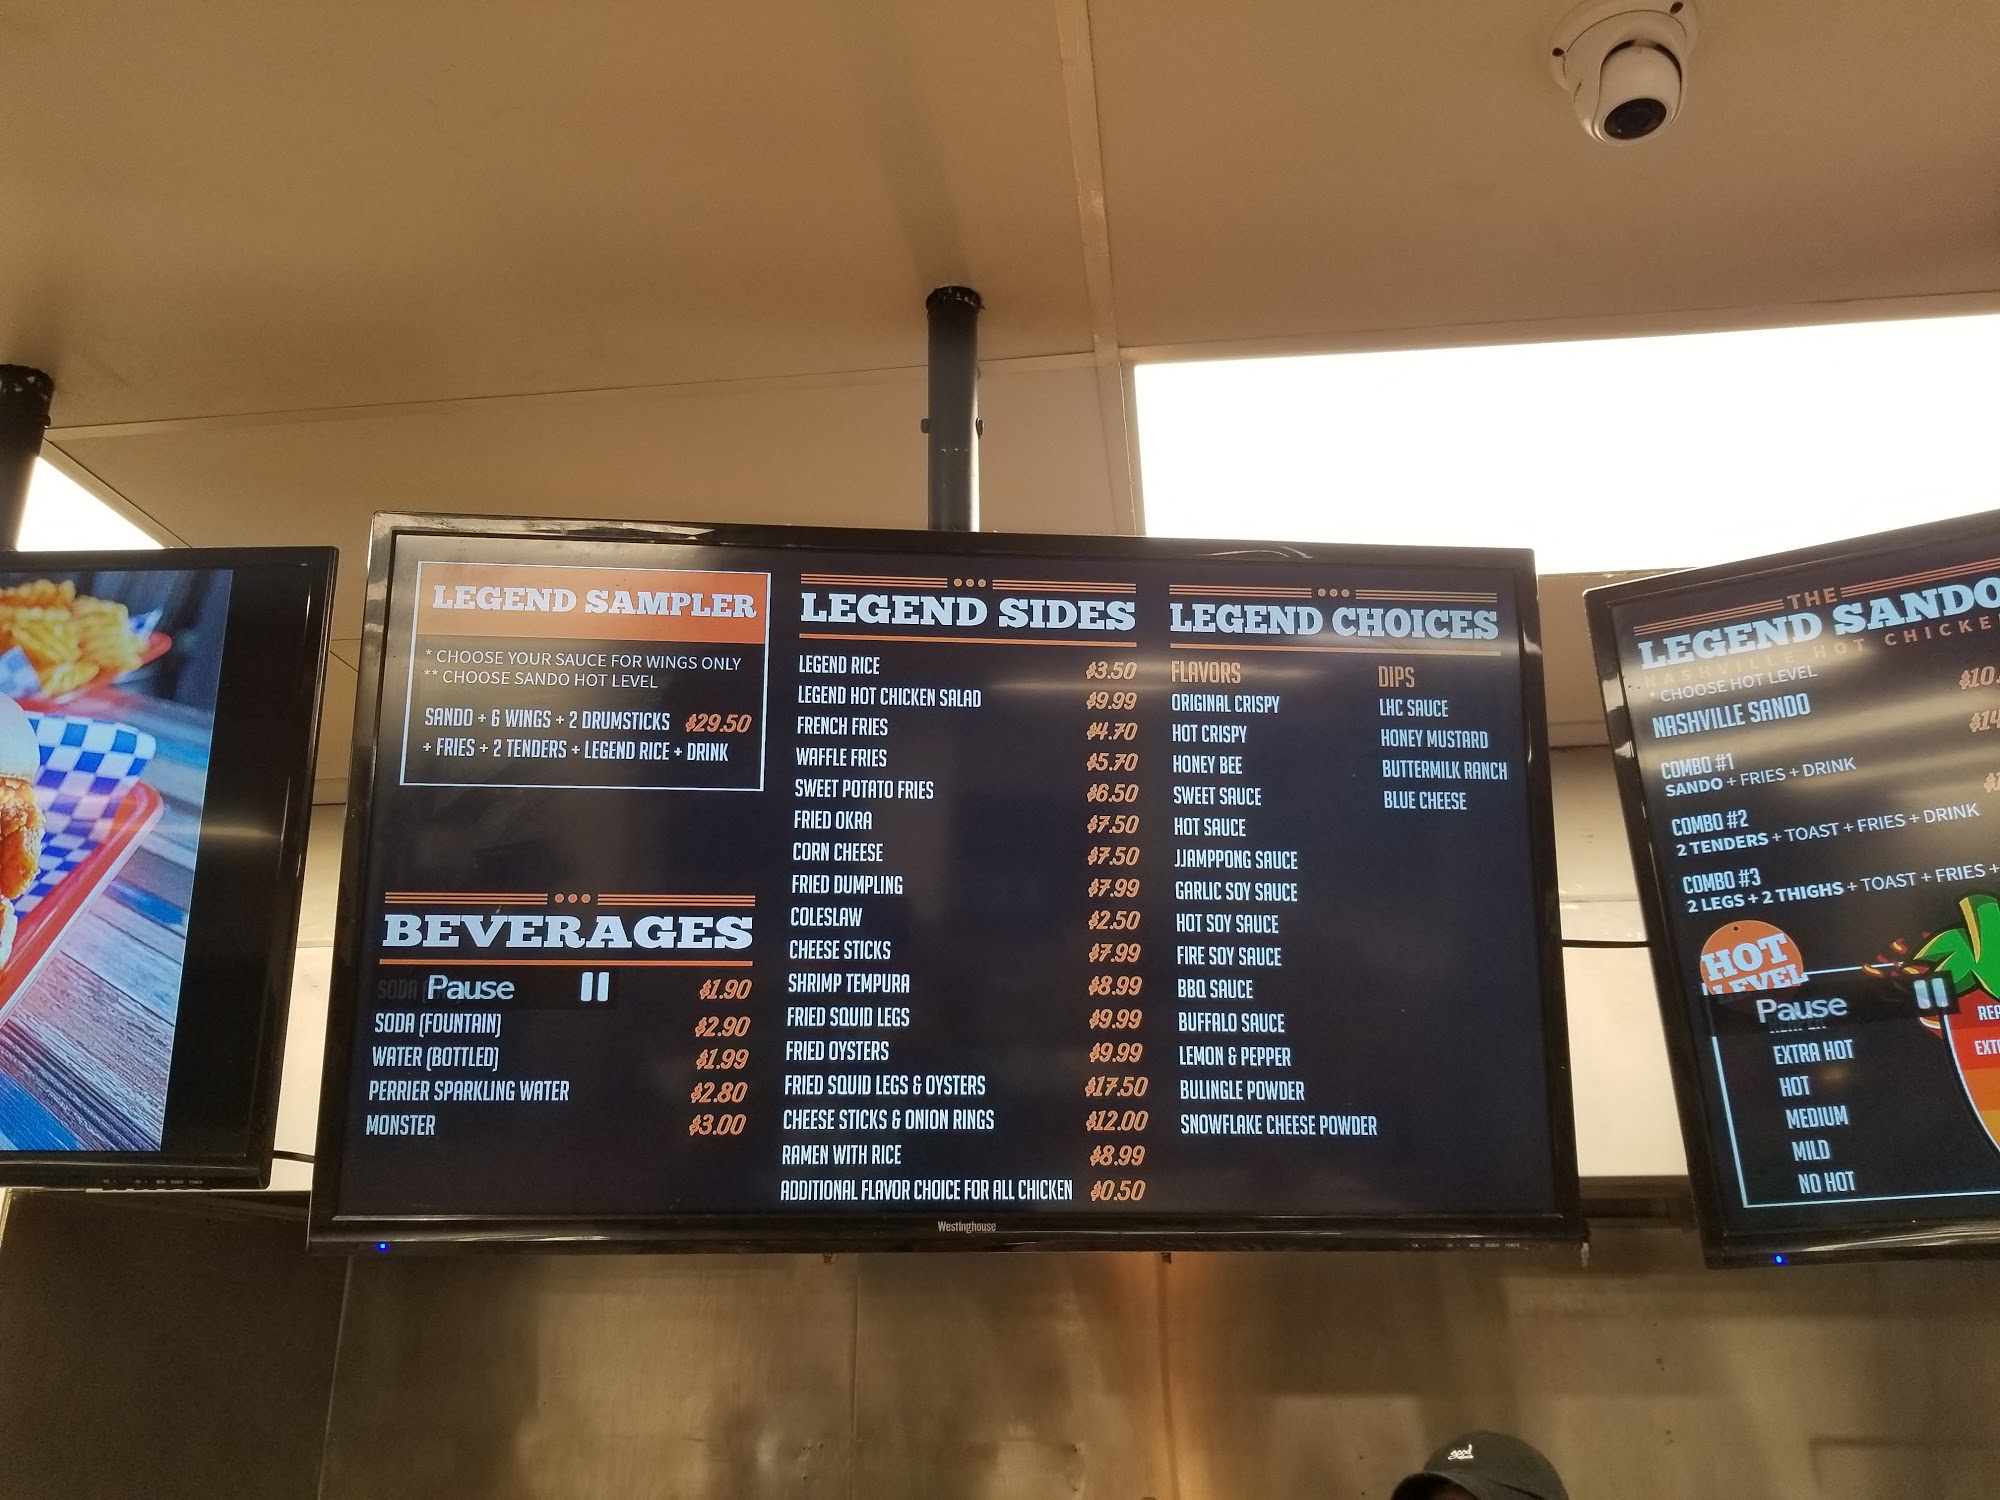 LEGEND SAMPLER
* CHOOSE YOUR SAUCE FOR WINGS ONLY
** CHOOSE SANDO HOT LEVEL
SANDO + 6 WINGS + 2 DRUMSTICKS $29.50
+ FRIES + 2 TENDERS + LEGEND RICE + DRINK
BEVERAGES
SODA Pause $1.90
SODA (FOUNTAIN) $2.90
WATER (BOTTLED) $1.99
PERRIER SPARKLING WATER $2.80
MONSTER $3.00
LEGEND SIDES
LEGEND RICE $3.50
LEGEND HOT CHICKEN SALAD $9.99
FRENCH FRIES $4.70
WAFFLE FRIES $5.70
SWEET POTATO FRIES $6.50
FRIED OKRA $7.50
CORN CHEESE $7.50
FRIED DUMPLING $7.99
COLESLAW $2.50
CHEESE STICKS $7.99
SHRIMP TEMPURA $8.99
FRIED SQUID LEGS $9.99
FRIED OYSTERS $9.99
FRIED SQUID LEGS & OYSTERS $17.50
CHEESE STICKS & ONION RINGS $12.00
RAMEN WITH RICE $8.99
ADDITIONAL FLAVOR CHOICE FOR ALL CHICKEN $0.50
LEGEND CHOICES
FLAVORS
ORIGINAL CRISPY
HOT CRISPY
HONEY BEE
SWEET SAUCE
HOT SAUCE
JJAMPPONG SAUCE
GARLIC SOY SAUCE
HOT SOY SAUCE
FIRE SOY SAUCE
BBQ SAUCE
BUFFALO SAUCE
LEMON & PEPPER
BULINGLE POWDER
SNOWFLAKE CHEESE POWDER
DIPS
LHC SAUCE
HONEY MUSTARD
BUTTERMILK RANCH
BLUE CHEESE
Westinghouse
THE
LEGEND SANDO
NASHVILLE HOT CHICKE
* CHOOSE HOT LEVEL
NASHVILLE SANDO $10.
COMBO #1 $14
SANDO + FRIES + DRINK
COMBO #2
2 TENDERS + TOAST + FRIES + DRINK
COMBO #3
2 LEGS + 2 THIGHS + TOAST + FRIES +
HOT
LEVEL
Pause
EXTRA HOT
HOT
MEDIUM
MILD
NO HOT
REA
EXT
good